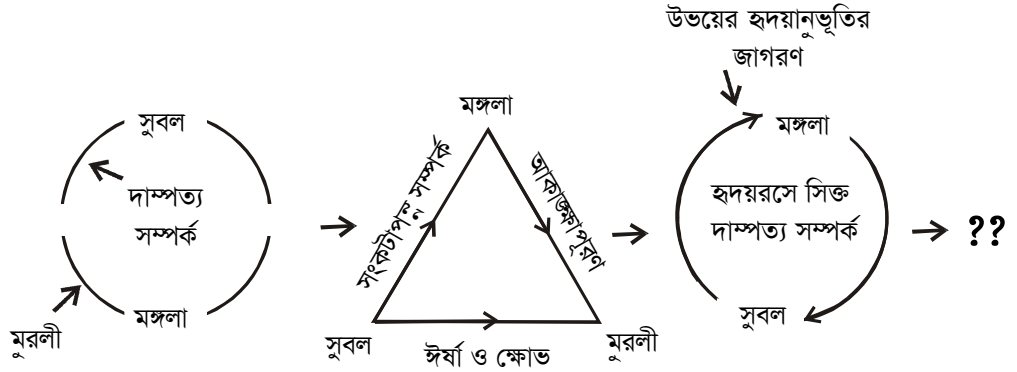 সুবল
দাম্পত্য
সম্পর্ক
মঙ্গলা
মুরলী
মঙ্গলা
সংকটাপন্ন সম্পর্ক
আকাঙ্ক্ষা পূরণ
সুবল
মুরলী
ঈর্ষা ও ক্ষোভ
উভয়ের হৃদয়ানুভূতির
জাগরণ
মঙ্গলা
হৃদয়রসে সিক্ত
দাম্পত্য সম্পর্ক
সুবল
??